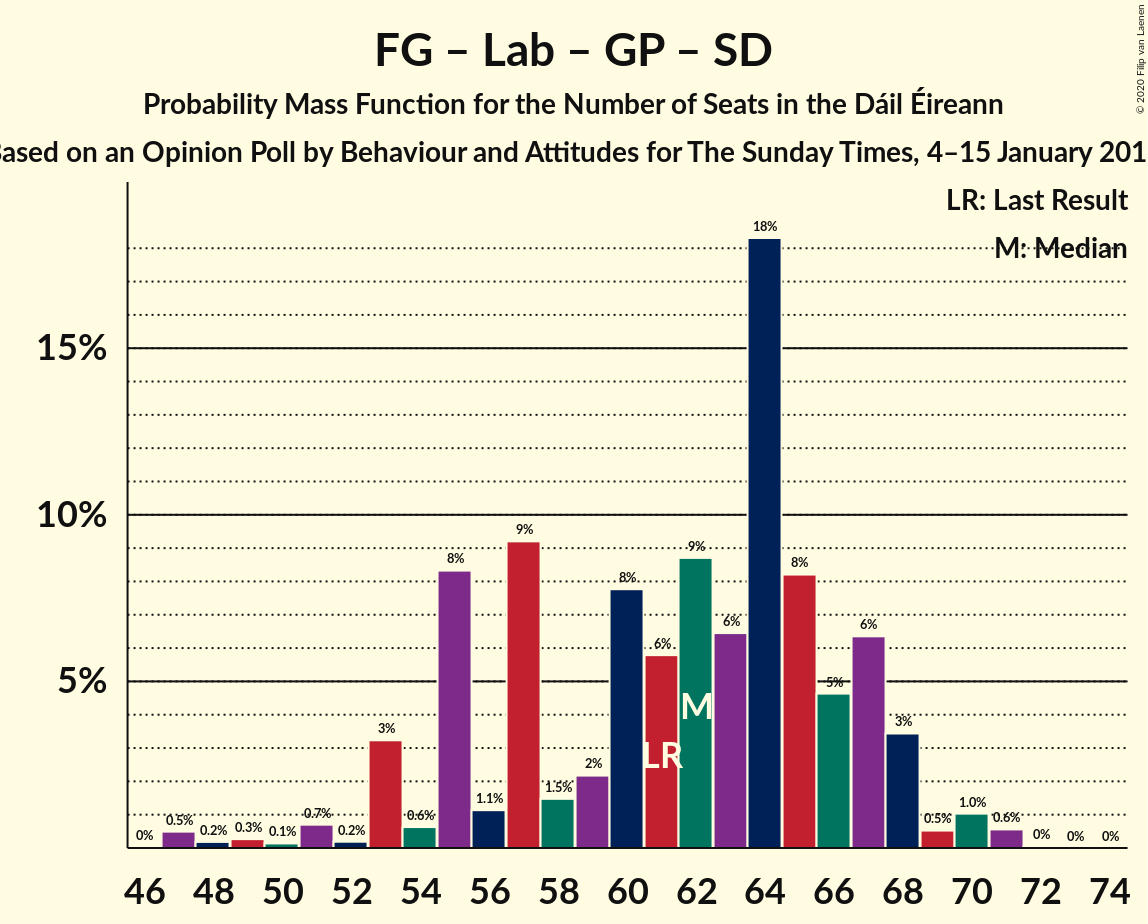 FG – Lab – GP – SD
Probability Mass Function for the Number of Seats in the Dáil Éireann
Based on an Opinion Poll by Behaviour and Attitudes for The Sunday Times, 4–15 January 201
© 2020 Filip van Laenen
LR: Last Result
M: Median
18%
15%
10%
5%
0% 0.5% 0.2% 0.3% 0.1% 0.7% 0.2% 3% 0.6% 8% 1.1% 9% 1.5% 2% 8% 6% 9% 6% 8% 5% 6% 3% 0.5% 1.0% 0.6% 0% 0% 0%
M
LR
46 48 50 52 54 56 58 60 62 64 66 68 70 72 74